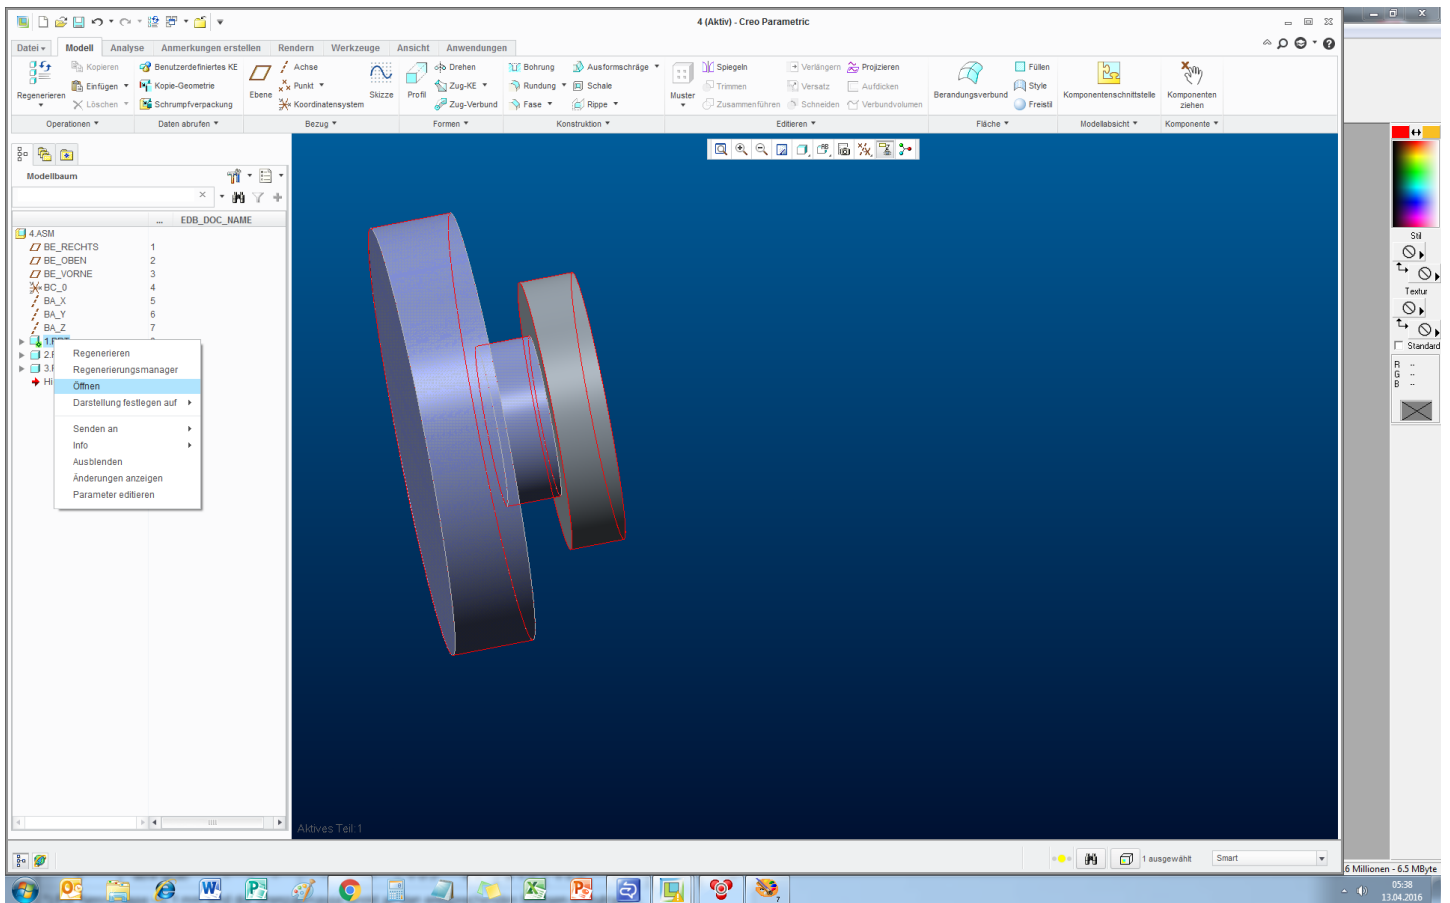 4 (Aktiv) - Creo Parametric
Datei Modell Analyse Anmerkungen erstellen Rendern Werkzeuge Ansicht Anwendungen
Regenerieren
Kopieren
Einfügen
Löschen
Operationen
Benutzerdefiniertes KE
Kopie-Geometrie
Schrumpfverpackung
Daten abrufen
Ebene
Achse
Punkt
Koordinatensystem
Skizze
Bezug
Profil
Drehen
Zug-KE
Zug-Verbund
Formen
Bohrung
Rundung
Fase
Ausformschräge
Schale
Rippe
Konstruktion
Muster
Spiegeln
Trimmen
Zusammenführen
Verlängern
Versatz
Schneiden
Projizieren
Aufdicken
Verbundvolumen
Editieren
Berandungsverbund
Füllen
Style
Freistil
Fläche
Komponentenschnittstelle
Modellabsicht
Komponenten
ziehen
Komponente
Modellbaum
... EDB_DOC_NAME
4.ASM
BE_RECHTS 1
BE_OBEN 2
BE_VORNE 3
BC_0 4
BA_X 5
BA_Y 6
BA_Z 7
Regenerieren
Regenerierungsmanager
Öffnen
Darstellung festlegen auf
Senden an
Info
Ausblenden
Änderungen anzeigen
Parameter editieren
Aktives Teil:1
1 ausgewählt
Smart
Stil
Textur
Standard
R --
G --
B --
6 Millionen - 6.5 MByte
05:38
13.04.2016